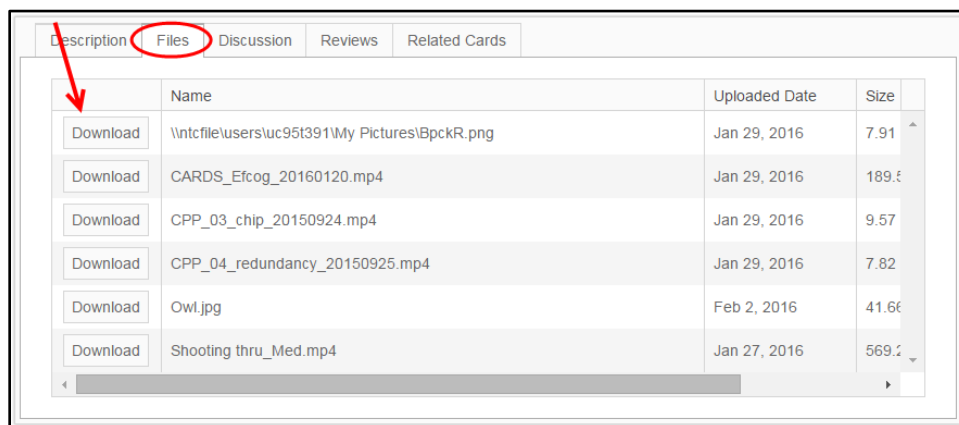 Description Files Discussion Reviews Related Cards
Name Uploaded Date Size
Download \\ntcfile\users\uc95t391\My Pictures\BpckR.png Jan 29, 2016 7.91
Download CARDS_Efcog_20160120.mp4 Jan 29, 2016 189.5
Download CPP_03_chip_20150924.mp4 Jan 29, 2016 9.57
Download CPP_04_redundancy_20150925.mp4 Jan 29, 2016 7.82
Download Owl.jpg Feb 2, 2016 41.66
Download Shooting thru_Med.mp4 Jan 27, 2016 569.2